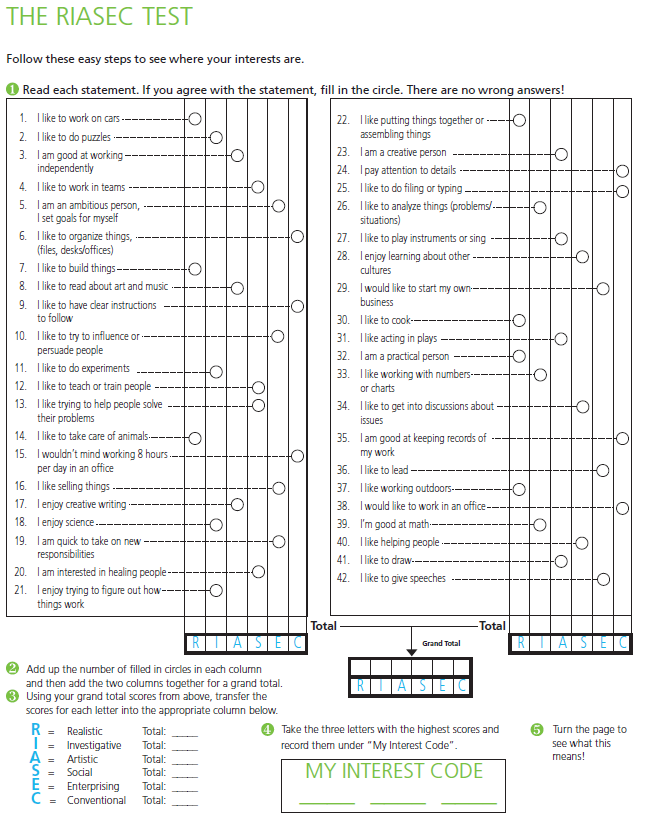 THE RIASEC TEST
Follow these easy steps to see where your interests are.
1 Read each statement. If you agree with the statement, fill in the circle. There are no wrong answers!
1. I like to work on cars
2. I like to do puzzles
3. I am good at working
independently
4. I like to work in teams
5. I am an ambitious person,
I set goals for myself
6. I like to organize things,
(files, desks/offices)
7. I like to build things
8. I like to read about art and music
9. I like to have clear instructions
to follow
10. I like to try to influence or
persuade people
11. I like to do experiments
12. I like to teach or train people
13. I like trying to help people solve
their problems
14. I like to take care of animals
15. I wouldn't mind working 8 hours
per day in an office
16. I like selling things
17. I enjoy creative writing
18. I enjoy science
19. I am quick to take on new
responsibilities
20. I am interested in healing people
21. I enjoy trying to figure out how
things work
22. I like putting things together or
assembling things
23. I am a creative person
24. I pay attention to details
25. I like to do filing or typing
26. I like to analyze things (problems/
situations)
27. I like to play instruments or sing
28. I enjoy learning about other
cultures
29. I would like to start my own
business
30. I like to cook
31. I like acting in plays
32. I am a practical person
33. I like working with numbers
or charts
34. I like to get into discussions about
issues
35. I am good at keeping records of
my work
36. I like to lead
37. I like working outdoors
38. I would like to work in an office
39. I'm good at math
40. I like helping people
41. I like to draw
42. I like to give speeches
Total Total
R I A S E C Grand Total R I A S E C
R I A S E C
2 Add up the number of filled in circles in each column
and then add the two columns together for a grand total.
3 Using your grand total scores from above, transfer the
scores for each letter into the appropriate column below.
R = Realistic Total: _____
I = Investigative Total: _____
A = Artistic Total: _____
S = Social Total: _____
E = Enterprising Total: _____
C = Conventional Total: _____
4 Take the three letters with the highest scores and
record them under "My Interest Code".
MY INTEREST CODE
5 Turn the page to
see what this
means!